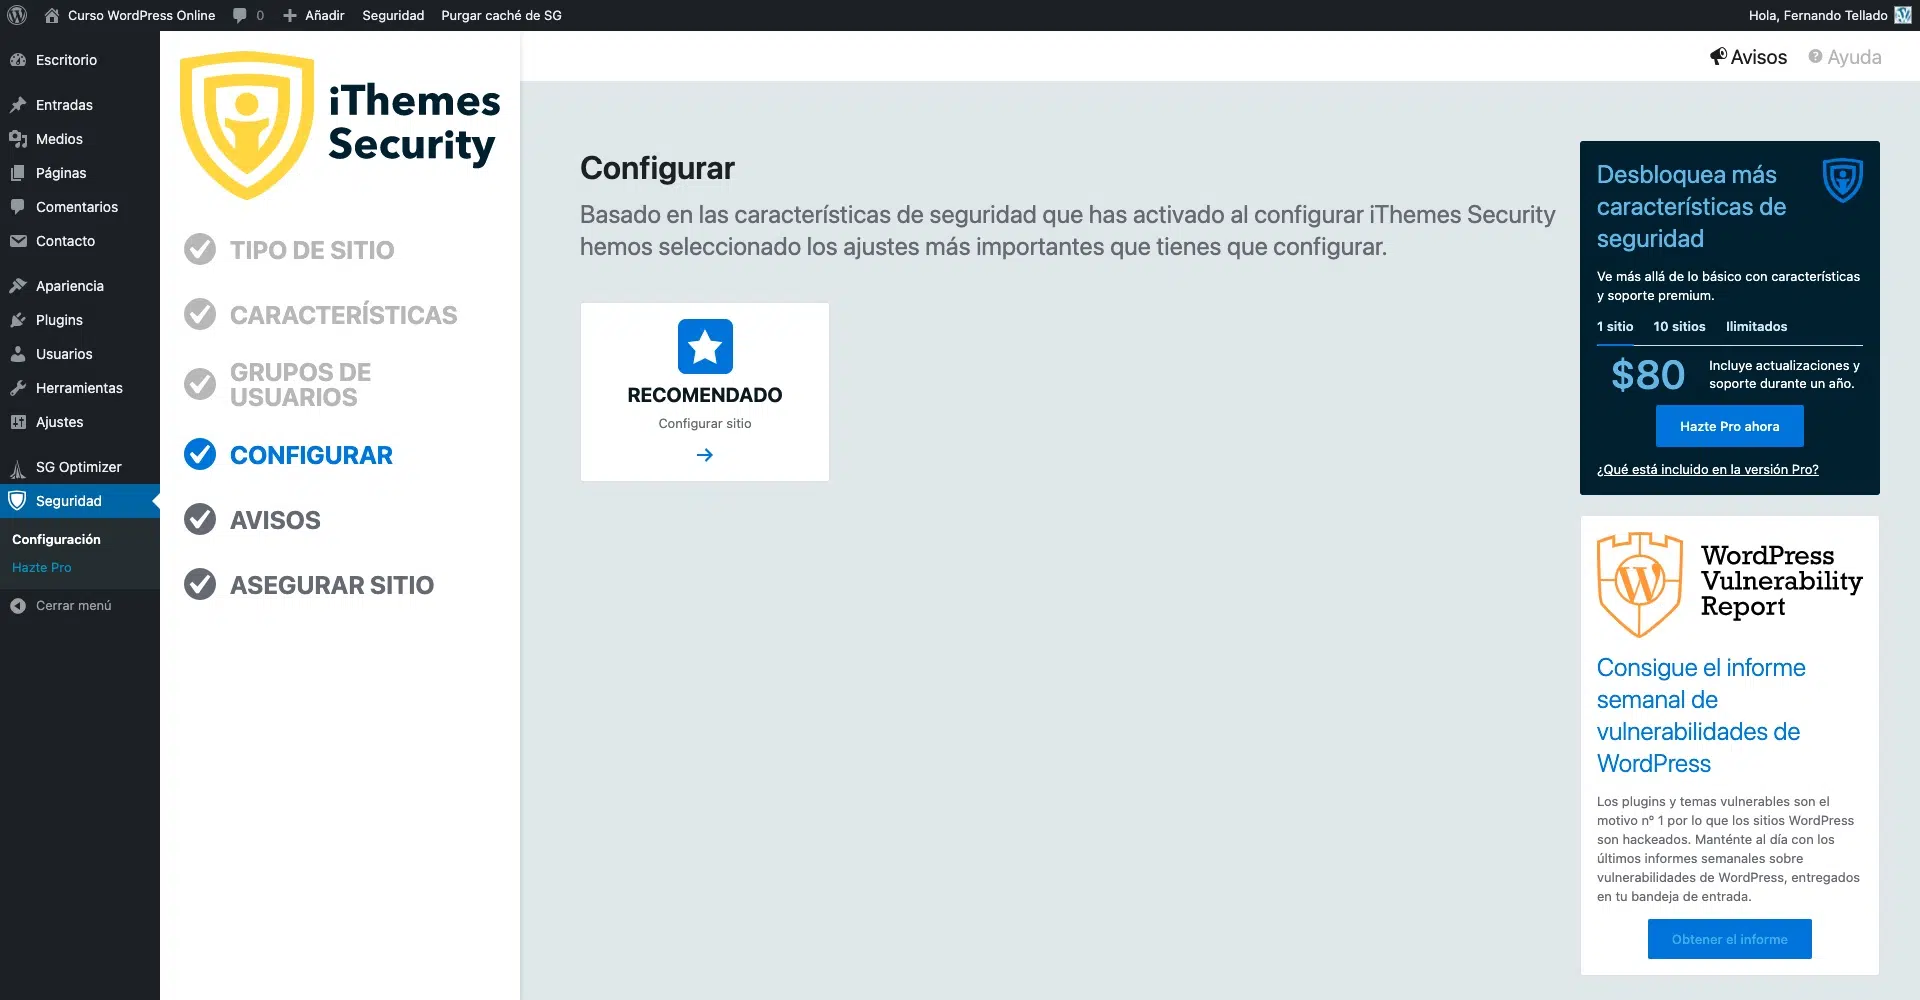 Curso WordPress Online
0
Añadir
Seguridad
Purgar caché de SG
Hola, Fernando Tellado
Escritorio
Entradas
Medios
Páginas
Comentarios
Contacto
Apariencia
Plugins
Usuarios
Herramientas
Ajustes
SG Optimizer
Seguridad
Configuración
Hazte Pro
Cerrar menú
iThemes
Security
TIPO DE SITIO
CARACTERÍSTICAS
GRUPOS DE
USUARIOS
CONFIGURAR
AVISOS
ASEGURAR SITIO
Avisos
Ayuda
Configurar
Basado en las características de seguridad que has activado al configurar iThemes Security
hemos seleccionado los ajustes más importantes que tienes que configurar.
RECOMENDADO
Configurar sitio
Desbloquea más
características de
seguridad
Ve más allá de lo básico con características
y soporte premium.
1 sitio
10 sitios
Ilimitados
$80
Incluye actualizaciones y
soporte durante un año.
Hazte Pro ahora
¿Qué está incluido en la versión Pro?
WordPress
Vulnerability
Report
Consigue el informe
semanal de
vulnerabilidades de
WordPress
Los plugins y temas vulnerables son el
motivo nº 1 por lo que los sitios WordPress
son hackeados. Manténte al día con los
últimos informes semanales sobre
vulnerabilidades de WordPress, entregados
en tu bandeja de entrada.
Obtener el informe